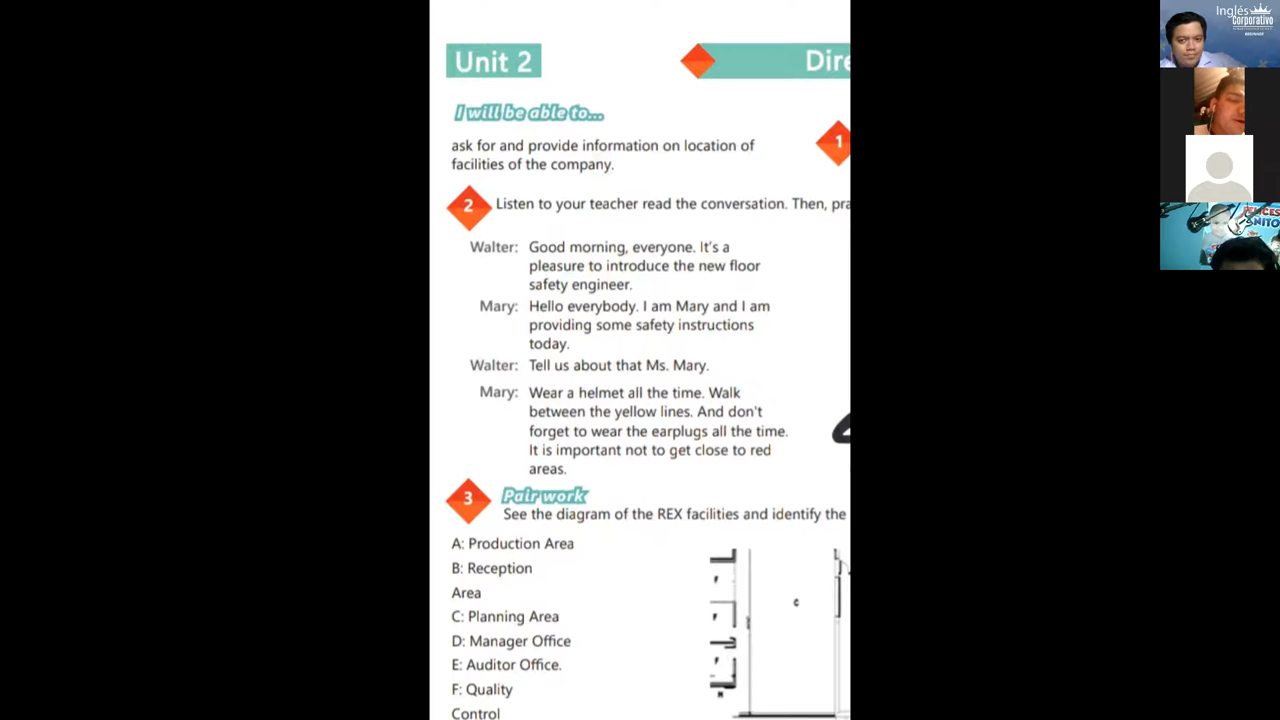 Unit 2
Dire
I will be able to...
ask for and provide information on location of
facilities of the company.
1
2
Listen to your teacher read the conversation. Then, pra
Walter: Good morning, everyone. It's a
pleasure to introduce the new floor
safety engineer.
Mary: Hello everybody. I am Mary and I am
providing some safety instructions
today.
Walter: Tell us about that Ms. Mary.
Mary: Wear a helmet all the time. Walk
between the yellow lines. And don't
forget to wear the earplugs all the time.
It is important not to get close to red
areas.
3
Pair work
See the diagram of the REX facilities and identify the
A: Production Area
B: Reception
Area
C: Planning Area
D: Manager Office
E: Auditor Office.
F: Quality
Control
C
F
F
F
Inglés
Corporativo